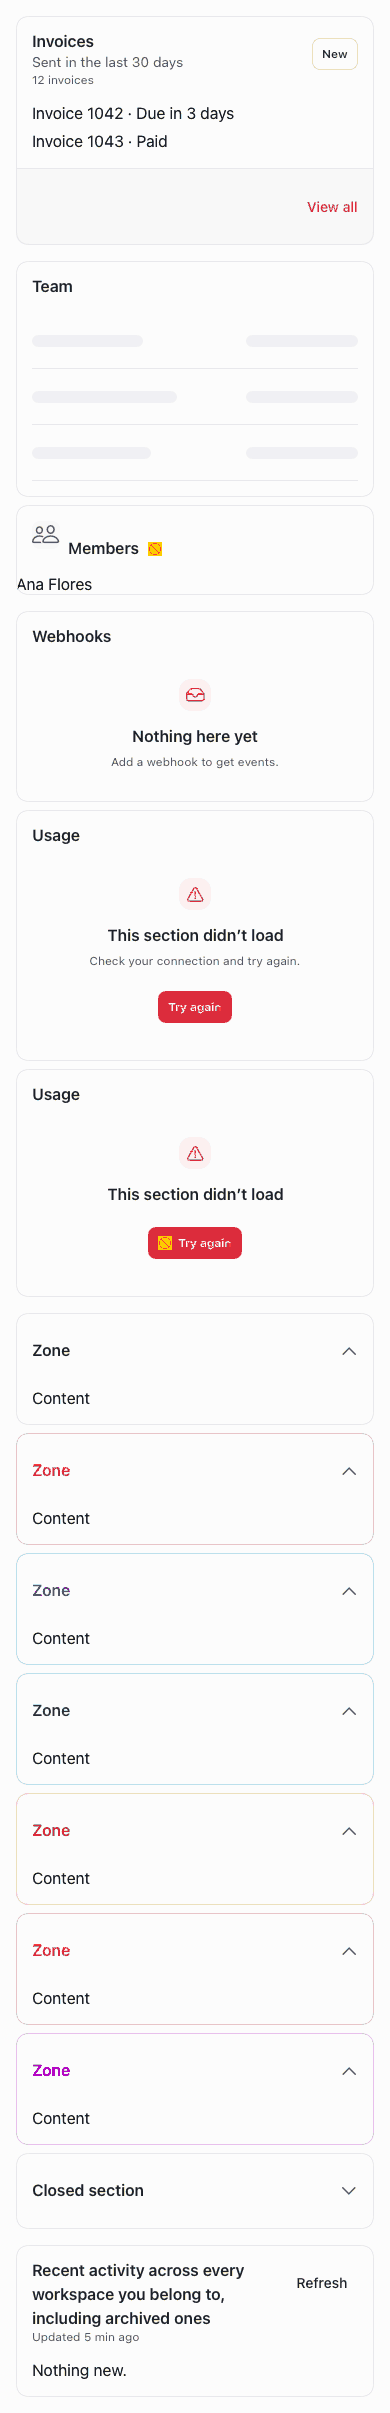 Invoices
Sent in the last 30 days
12 invoices
New
Invoice 1042 · Due in 3 days
Invoice 1043 · Paid
View all
Team
Members
Ana Flores
Webhooks
Nothing here yet
Add a webhook to get events.
Usage
This section didn’t load
Check your connection and try again.
Try again
Usage
This section didn’t load
Try again
Zone
Content
Zone
Content
Zone
Content
Zone
Content
Zone
Content
Zone
Content
Zone
Content
Closed section
Recent activity across every
workspace you belong to,
including archived ones
Refresh
Updated 5 min ago
Nothing new.